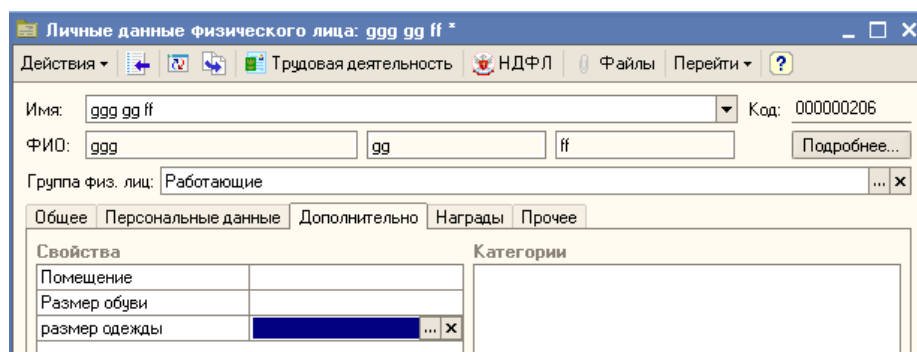 Личные данные физического лица: ggg gg ff *
Действия Трудовая деятельность НДФЛ Файлы Перейти ?
Имя: ggg gg ff Код: 000000206
ФИО: ggg gg ff Подробнее...
Группа физ. лиц: Работающие ... x
Общее Персональные данные Дополнительно Награды Прочее
Свойства Категории
Помещение
Размер обуви
размер одежды ... x